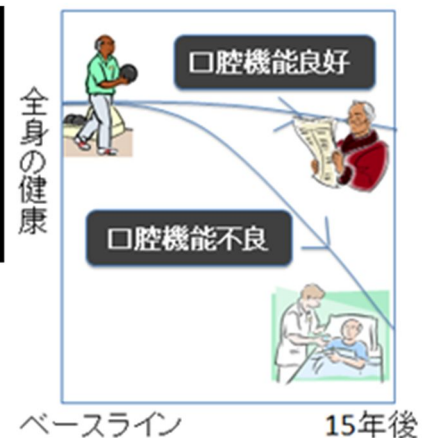 口腔機能良好
全身の健康
口腔機能不良
ベースライン
15年後